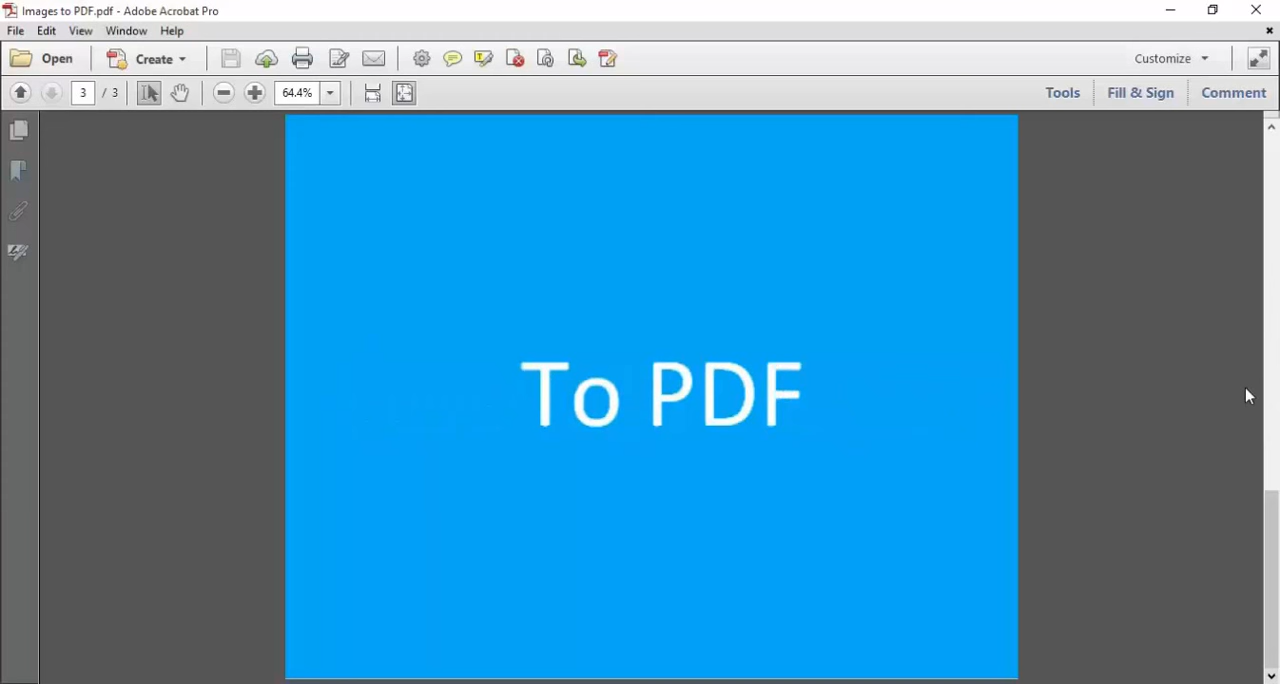 Images to PDF.pdf - Adobe Acrobat Pro
File Edit View Window Help
Open Create Customize
3 / 3 64.4% Tools Fill & Sign Comment
To PDF